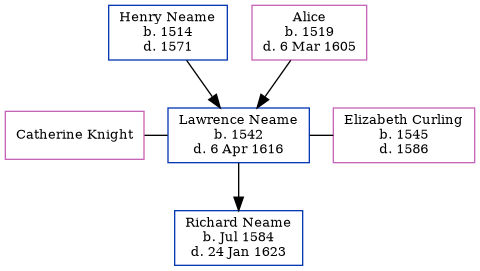 Henry Neame
b. 1514
d. 1571
Alice
b. 1519
d. 6 Mar 1605
Catherine Knight
Lawrence Neame
b. 1542
d. 6 Apr 1616
Elizabeth Curling
b. 1545
d. 1586
Richard Neame
b. Jul 1584
d. 24 Jan 1623